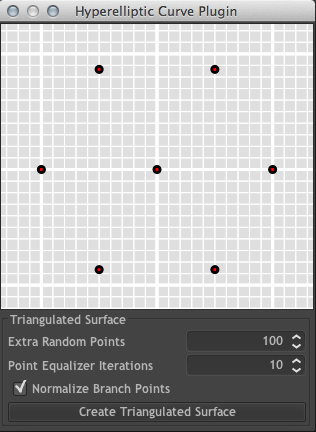 Hyperelliptic Curve Plugin
Triangulated Surface
Extra Random Points 100
Point Equalizer Iterations 10
Normalize Branch Points
Create Triangulated Surface